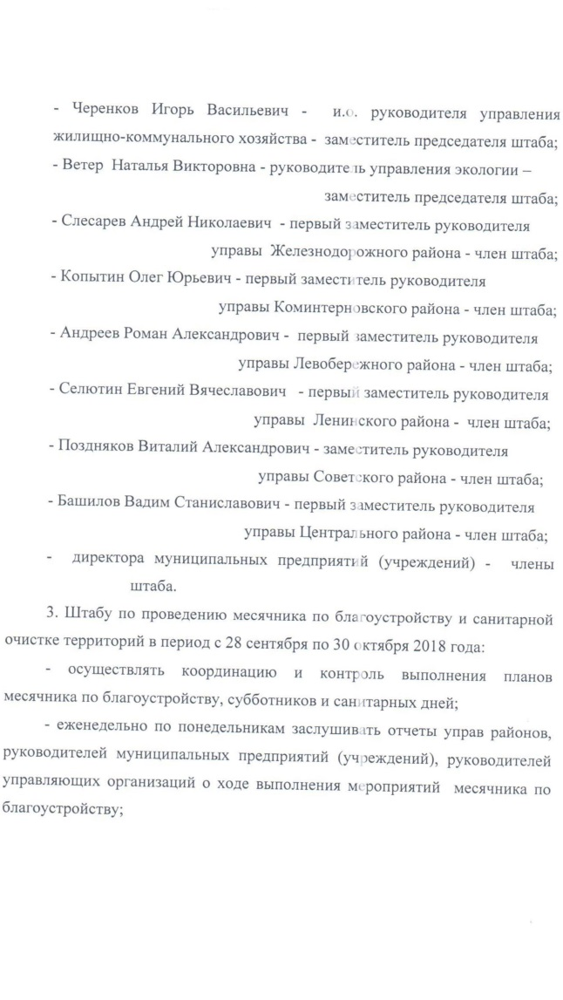 - Черенков Игорь Васильевич - и.о. руководителя управления
жилищно-коммунального хозяйства - заместитель председателя штаба;
- Ветер Наталья Викторовна - руководитель управления экологии –
заместитель председателя штаба;
- Слесарев Андрей Николаевич - первый заместитель руководителя
управы Железнодорожного района - член штаба;
- Копытин Олег Юрьевич - первый заместитель руководителя
управы Коминтерновского района - член штаба;
- Андреев Роман Александрович - первый заместитель руководителя
управы Левобережного района - член штаба;
- Селютин Евгений Вячеславович - первый заместитель руководителя
управы Ленинского района - член штаба;
- Поздняков Виталий Александрович - заместитель руководителя
управы Советского района - член штаба;
- Башилов Вадим Станиславович - первый заместитель руководителя
управы Центрального района - член штаба;
- директора муниципальных предприятий (учреждений) - члены
штаба.
3. Штабу по проведению месячника по благоустройству и санитарной
очистке территорий в период с 28 сентября по 30 октября 2018 года:
- осуществлять координацию и контроль выполнения планов
месячника по благоустройству, субботников и санитарных дней;
- еженедельно по понедельникам заслушивать отчеты управ районов,
руководителей муниципальных предприятий (учреждений), руководителей
управляющих организаций о ходе выполнения мероприятий месячника по
благоустройству;